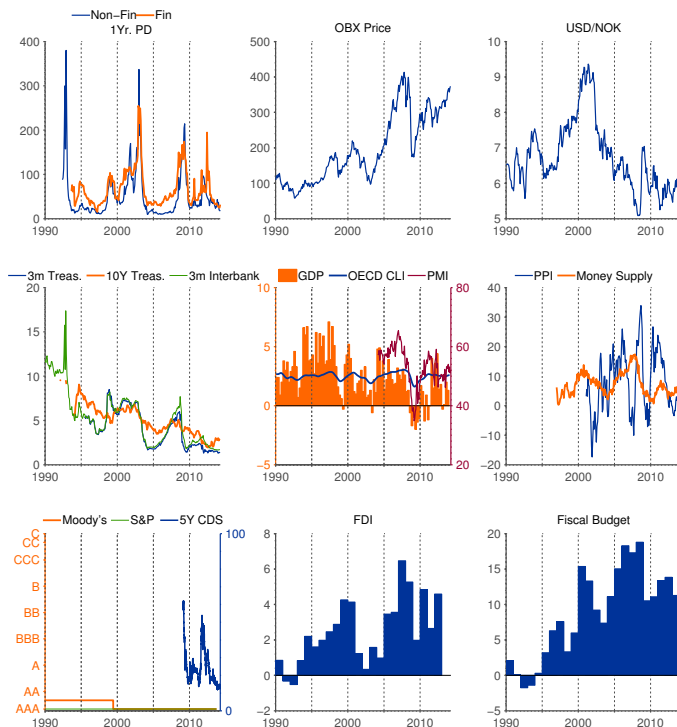 Non-Fin Fin
1Yr. PD
400
300
200
100
0
1990 2000 2010
OBX Price
500
400
300
200
100
0
1990 2000 2010
USD/NOK
10
9
8
7
6
5
1990 2000 2010
3m Treas. 10Y Treas. 3m Interbank
20
15
10
5
0
1990 2000 2010
GDP OECD CLI PMI
10
5
0
-5
80
60
40
20
1990 2000 2010
PPI Money Supply
40
30
20
10
0
-10
-20
1990 2000 2010
Moody's S&P 5Y CDS
C
CC
CCC
B
BB
BBB
A
AA
AAA
100
0
1990 2000 2010
FDI
8
6
4
2
0
-2
1990 2000 2010
Fiscal Budget
20
15
10
5
0
-5
1990 2000 2010